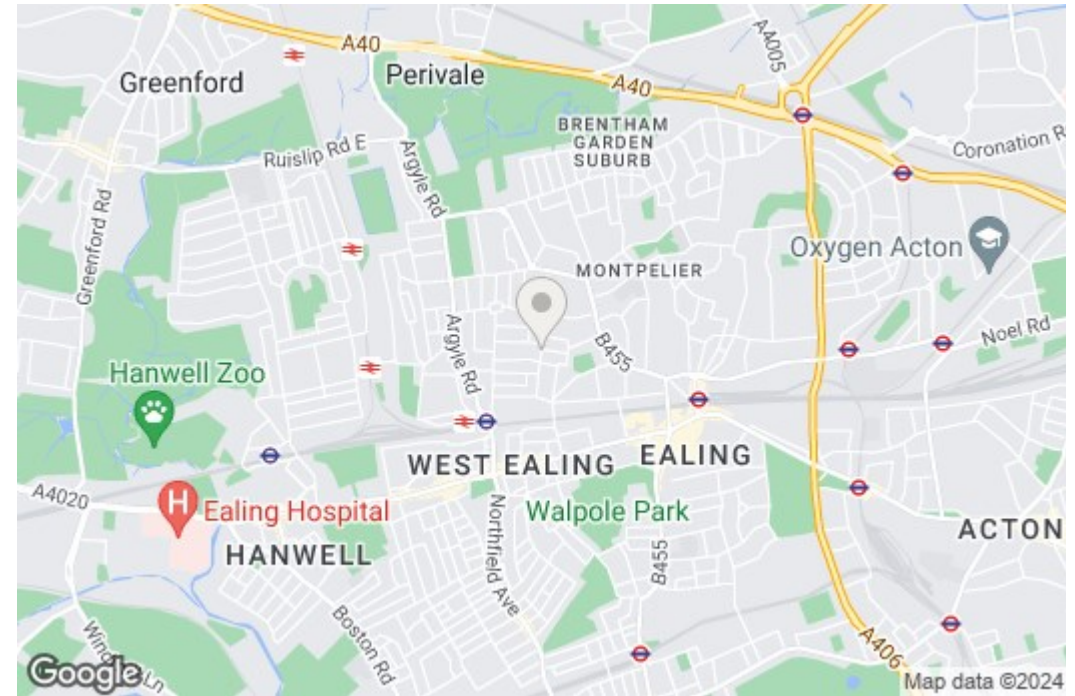 A40
A4005
Greenford
Perivale
A40
BRENTHAM
GARDEN
SUBURB
Ruislip Rd E
Coronation R
Argyle Rd
Greenford Rd
Oxygen Acton
MONTPELIER
Argyle Rd
B455
Noel Rd
Hanwell Zoo
WEST EALING
EALING
A4020
H
Ealing Hospital
Walpole Park
Northfield Ave
ACTON
HANWELL
B455
Boston Rd
A406
Google
Map data ©2024